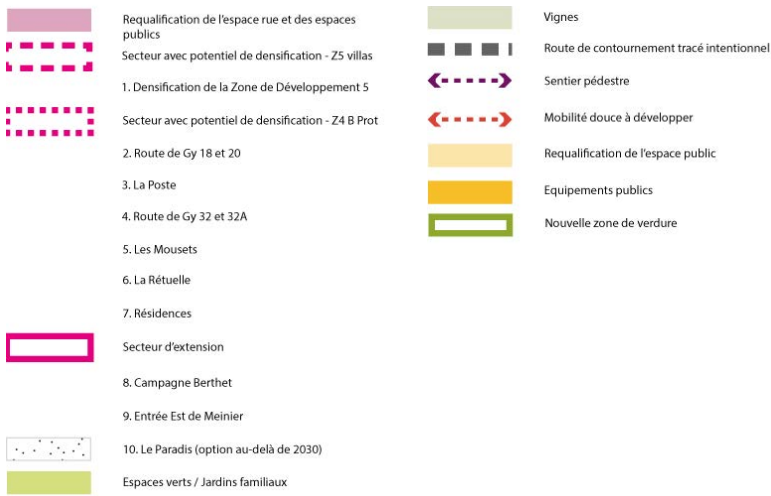 Requalification de l'espace rue et des espaces
publics
Secteur avec potentiel de densification - Z5 villas
1. Densification de la Zone de Développement 5
Secteur avec potentiel de densification - Z4 B Prot
2. Route de Gy 18 et 20
3. La Poste
4. Route de Gy 32 et 32A
5. Les Mousets
6. La Rétuelle
7. Résidences
Secteur d'extension
8. Campagne Berthet
9. Entrée Est de Meinier
10. Le Paradis (option au-delà de 2030)
Espaces verts / Jardins familiaux
Vignes
Route de contournement tracé intentionnel
Sentier pédestre
Mobilité douce à développer
Requalification de l'espace public
Equipements publics
Nouvelle zone de verdure